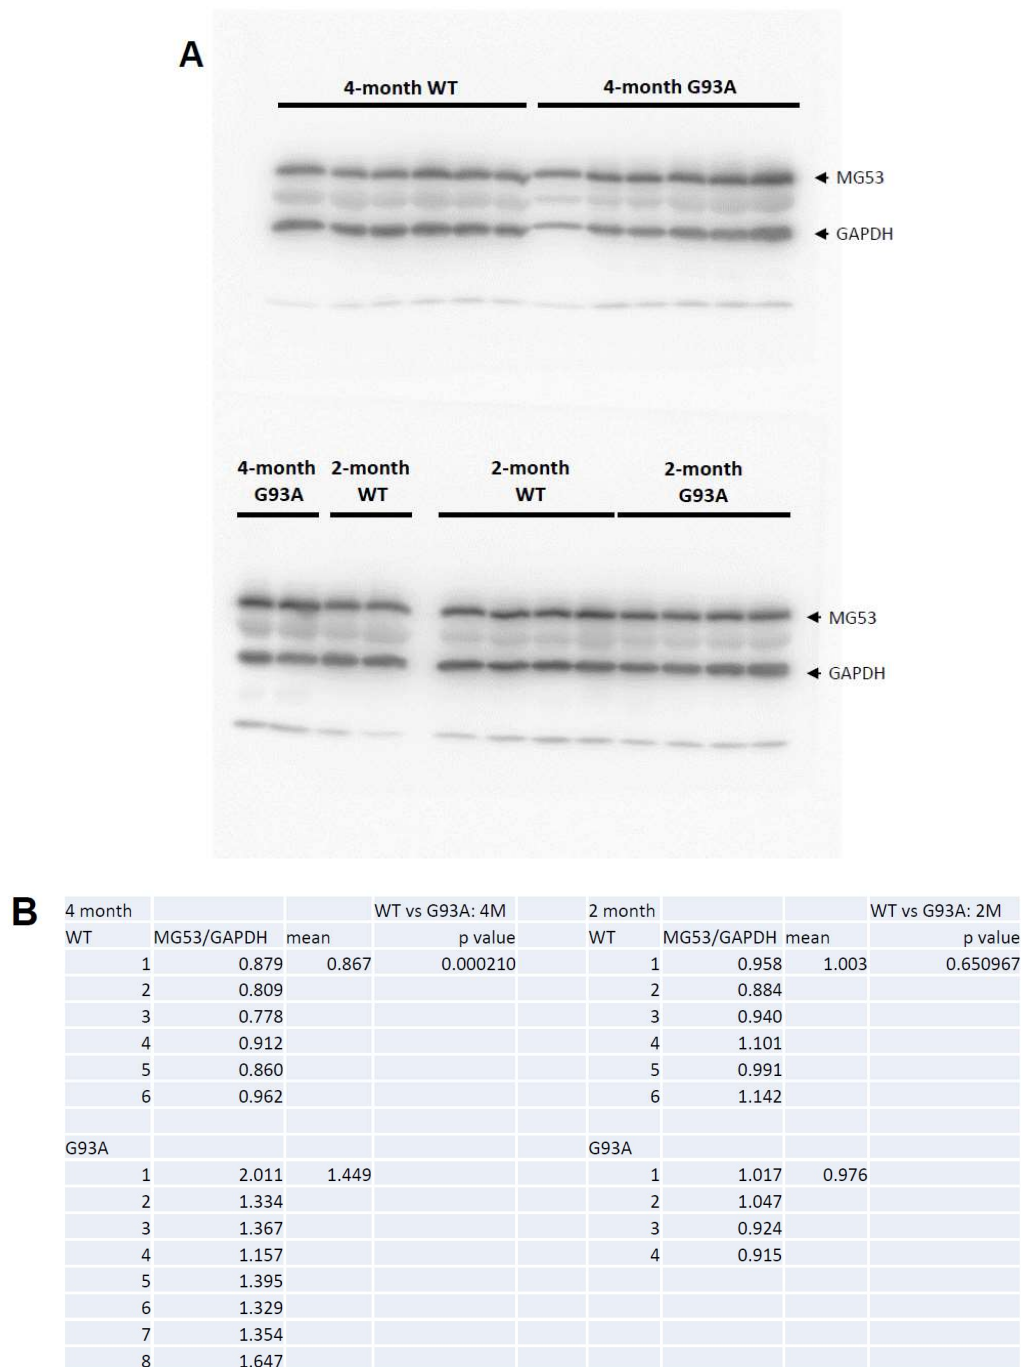 A
4-month WT 4-month G93A
MG53
GAPDH
4-month 2-month 2-month 2-month
G93A WT WT G93A
MG53
GAPDH
B
4 month WT vs G93A: 4M 2 month WT vs G93A: 2M
WT MG53/GAPDH mean p value WT MG53/GAPDH mean p value
1 0.879 0.867 0.000210 1 0.958 1.003 0.650967
2 0.809 2 0.884
3 0.778 3 0.940
4 0.912 4 1.101
5 0.860 5 0.991
6 0.962 6 1.142
G93A G93A
1 2.011 1.449 1 1.017 0.976
2 1.334 2 1.047
3 1.367 3 0.924
4 1.157 4 0.915
5 1.395
6 1.329
7 1.354
8 1.647